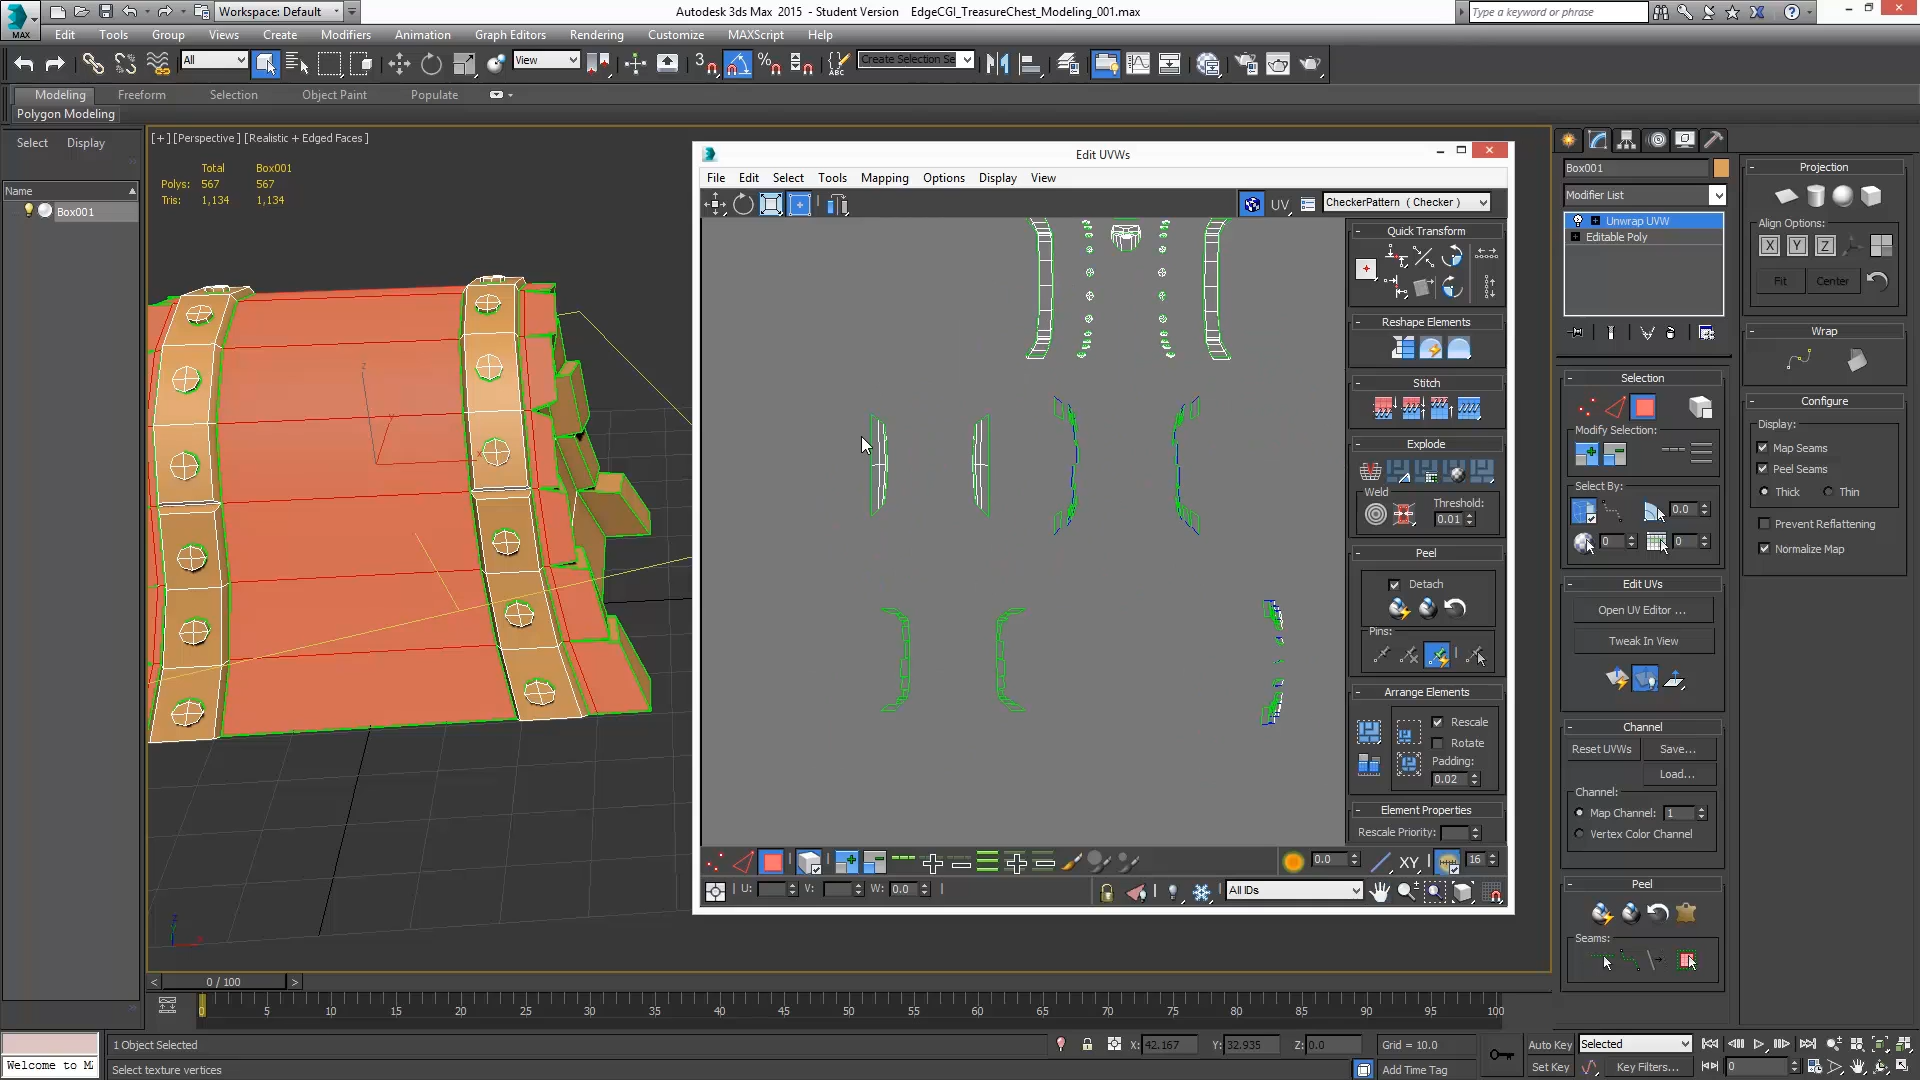 MAX
Workspace: Default
Autodesk 3ds Max 2015 - Student Version EdgeCGI_TreasureChest_Modeling_001.max
Type a keyword or phrase
Edit Tools Group Views Create Modifiers Animation Graph Editors Rendering Customize MAXScript Help
All
View
3
Create Selection Se
Modeling Freeform Selection Object Paint Populate
Polygon Modeling
Select Display
Name
Box001
[+] [Perspective] [Realistic + Edged Faces]
Total Box001
Polys: 567 567
Tris: 1,134 1,134
Edit UVWs
File Edit Select Tools Mapping Options Display View
UV
CheckerPattern ( Checker )
Quick Transform
Reshape Elements
Stitch
Explode
Weld
Threshold:
0.01
Peel
Detach
Pins:
Arrange Elements
Rescale
Rotate
Padding:
0.02
Element Properties
Rescale Priority:
0.0
XY
16
U: V: W: 0.0
All IDs
Box001
Modifier List
Unwrap UVW
Editable Poly
Selection
Modify Selection:
Select By:
0.0
0 0
Edit UVs
Open UV Editor ...
Tweak In View
Channel
Reset UVWs Save...
Load...
Channel:
Map Channel: 1
Vertex Color Channel
Peel
Seams:
Projection
Align Options:
X Y Z
Fit Center
Wrap
Configure
Display:
Map Seams
Peel Seams
Thick Thin
Prevent Reflattening
Normalize Map
0 / 100
0 5 10 15 20 25 30 35 40 45 50 55 60 65 70 75 80 85 90 95 100
1 Object Selected
X: 42.167 Y: 32.935 Z: 0.0
Grid = 10.0
Auto Key Selected
Welcome to M
Select texture vertices
Add Time Tag
Set Key Key Filters... 0